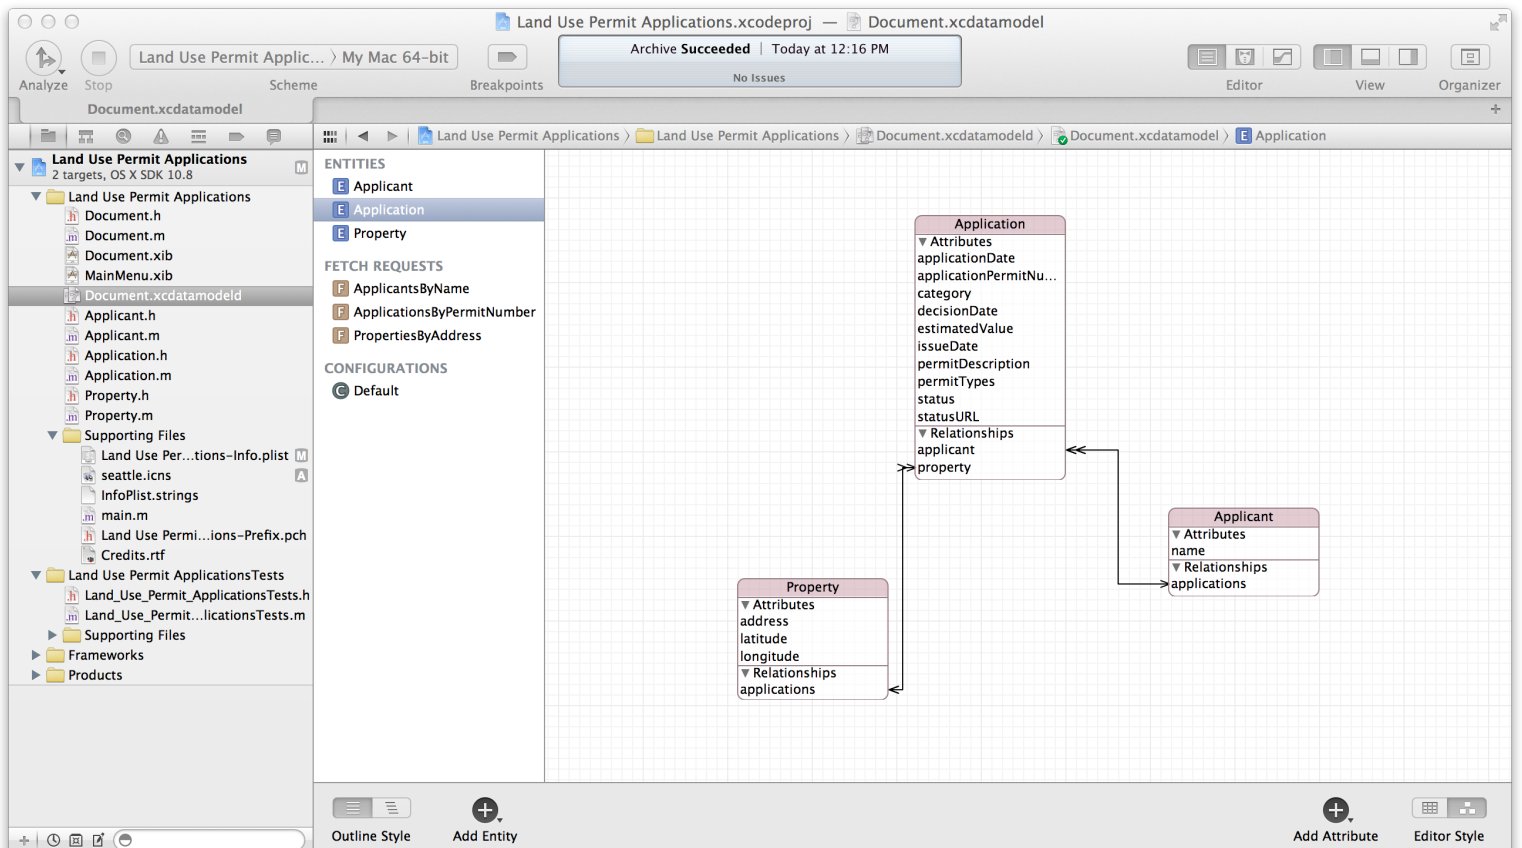 Land Use Permit Applications.xcodeproj — Document.xcdatamodel
Land Use Permit Applic... › My Mac 64-bit
Archive Succeeded | Today at 12:16 PM
No Issues
Analyze
Stop
Scheme
Breakpoints
Editor
View
Organizer
Document.xcdatamodel
Land Use Permit Applications › Land Use Permit Applications › Document.xcdatamodeld › Document.xcdatamodel › E Application
Land Use Permit Applications M
2 targets, OS X SDK 10.8
Land Use Permit Applications
h Document.h
m Document.m
Document.xib
MainMenu.xib
Document.xcdatamodeld
h Applicant.h
m Applicant.m
h Application.h
m Application.m
h Property.h
m Property.m
Supporting Files
Land Use Per...tions-Info.plist M
seattle.icns A
InfoPlist.strings
m main.m
h Land Use Permi...ions-Prefix.pch
Credits.rtf
Land Use Permit ApplicationsTests
h Land_Use_Permit_ApplicationsTests.h
m Land_Use_Permit...licationsTests.m
Supporting Files
Frameworks
Products
ENTITIES
E Applicant
E Application
E Property
FETCH REQUESTS
F ApplicantsByName
F ApplicationsByPermitNumber
F PropertiesByAddress
CONFIGURATIONS
C Default
Application
Attributes
applicationDate
applicationPermitNu...
category
decisionDate
estimatedValue
issueDate
permitDescription
permitTypes
status
statusURL
Relationships
applicant
property
Applicant
Attributes
name
Relationships
applications
Property
Attributes
address
latitude
longitude
Relationships
applications
Outline Style
Add Entity
Add Attribute
Editor Style